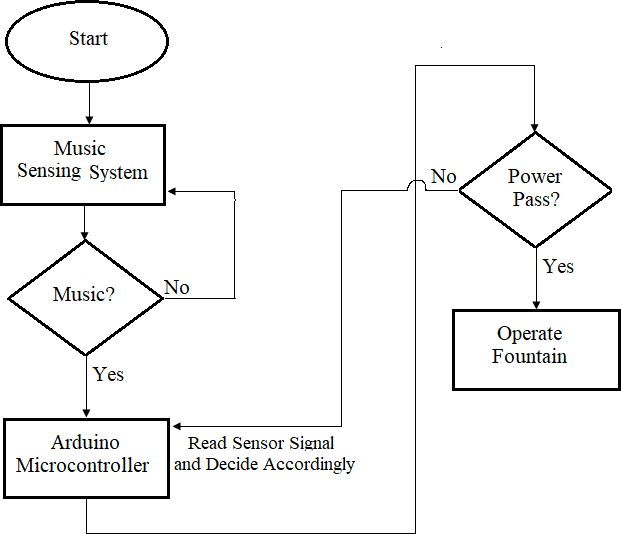 Start
Music
Sensing System
Music?
No
Yes
Arduino
Microcontroller
Read Sensor Signal
and Decide Accordingly
Power
Pass?
No
Yes
Operate
Fountain